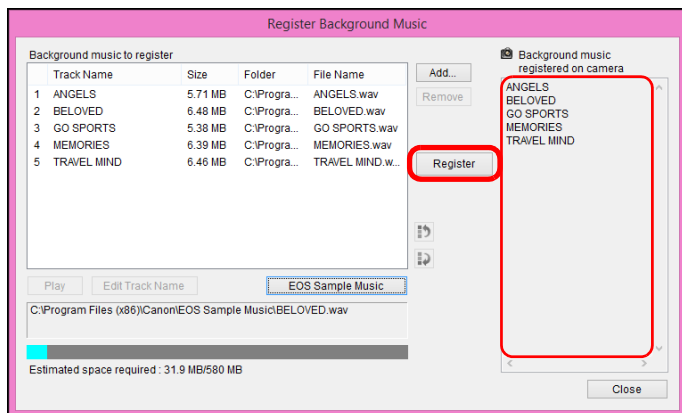 Register Background Music
Background music to register
Track Name Size Folder File Name
1 ANGELS 5.71 MB C:\Progra... ANGELS.wav
2 BELOVED 6.48 MB C:\Progra... BELOVED.wav
3 GO SPORTS 5.38 MB C:\Progra... GO SPORTS.wav
4 MEMORIES 6.39 MB C:\Progra... MEMORIES.wav
5 TRAVEL MIND 6.46 MB C:\Progra... TRAVEL MIND.w...
Play Edit Track Name EOS Sample Music
C:\Program Files (x86)\Canon\EOS Sample Music\BELOVED.wav
Estimated space required : 31.9 MB/580 MB
Add...
Remove
Register
Background music
registered on camera
ANGELS
BELOVED
GO SPORTS
MEMORIES
TRAVEL MIND
Close